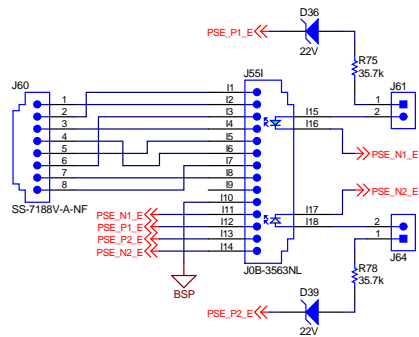 D36
PSE_P1_E
22V
R75
35.7k
J60
J55I
J61
1
2
3
4
5
6
7
8
I1
I2
I3
I4
I5
I6
I7
I8
I9
I10
I11
I12
I13
I14
I15
I16
1
2
PSE_N1_E
PSE_N2_E
SS-7188V-A-NF
PSE_N1_E
PSE_P1_E
PSE_P2_E
PSE_N2_E
I17
I18
2
1
J64
BSP
J0B-3563NL
R78
35.7k
D39
PSE_P2_E
22V